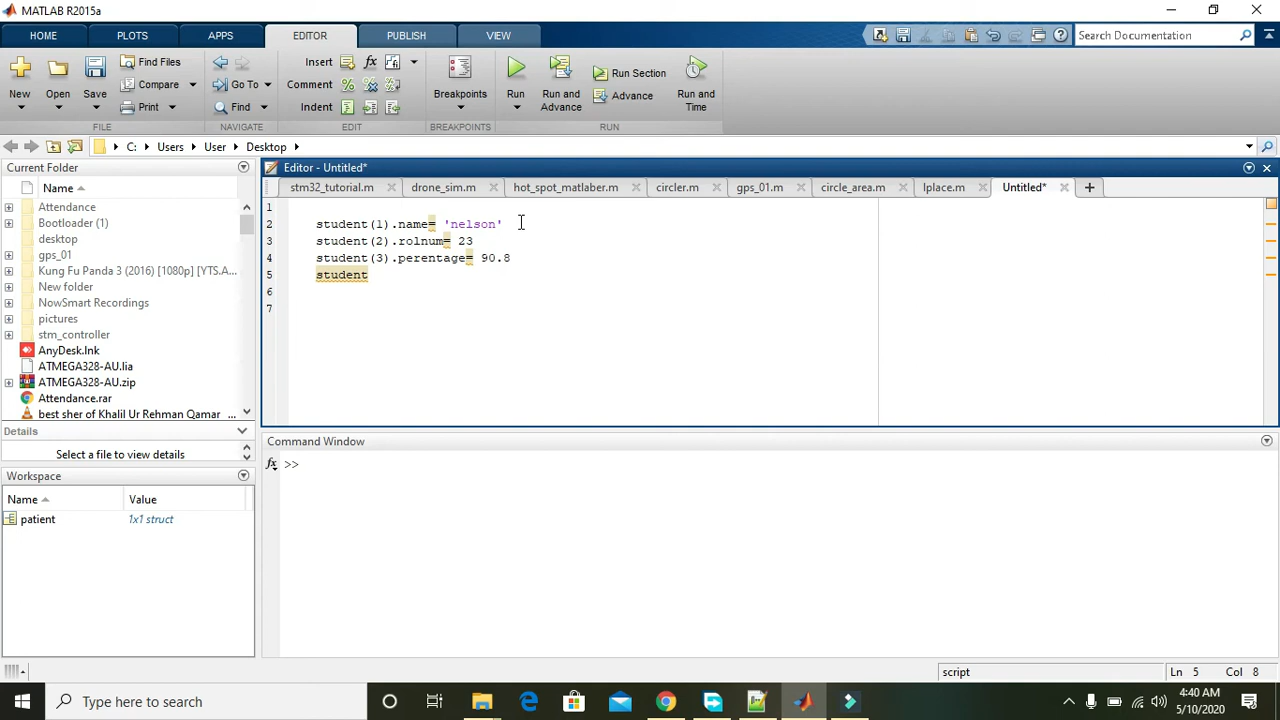 MATLAB R2015a
HOME PLOTS APPS EDITOR PUBLISH VIEW
Search Documentation
New Open Save Find Files Compare Print
Go To Find
Insert fx
Comment
Indent
Breakpoints
Run Run and Advance Run Section Advance Run and Time
FILE NAVIGATE EDIT BREAKPOINTS RUN
C: Users User Desktop
Current Folder
Name
Attendance
Bootloader (1)
desktop
gps_01
Kung Fu Panda 3 (2016) [1080p] [YTS.A
New folder
NowSmart Recordings
pictures
stm_controller
AnyDesk.lnk
ATMEGA328-AU.lia
ATMEGA328-AU.zip
Attendance.rar
best sher of Khalil Ur Rehman Qamar ...
Details
Select a file to view details
Workspace
Name Value
patient 1x1 struct
Editor - Untitled*
stm32_tutorial.m drone_sim.m hot_spot_matlaber.m circler.m gps_01.m circle_area.m lplace.m Untitled*
1
2 student(1).name= 'nelson'
3 student(2).rolnum= 23
4 student(3).perentage= 90.8
5 student
6
7
Command Window
fx >>
script Ln 5 Col 8
Type here to search
4:40 AM
5/10/2020